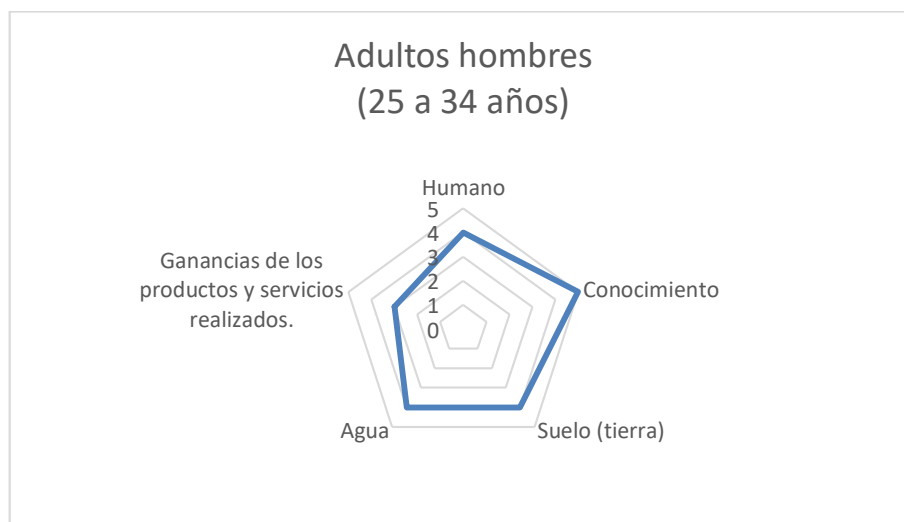 Adultos hombres
(25 a 34 años)
Humano
5
4
3
2
1
0
Ganancias de los
productos y servicios
realizados.
Conocimiento
Agua
Suelo (tierra)